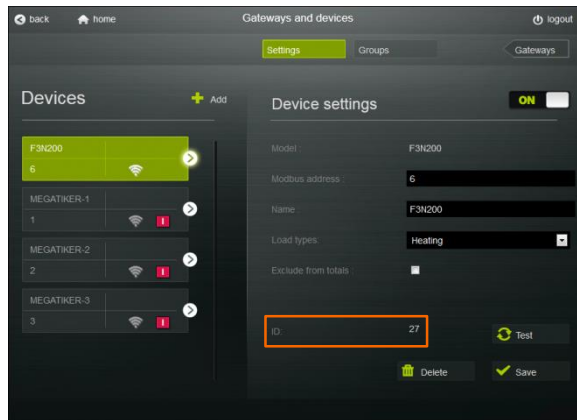 back home Gateways and devices logout
Settings Groups Gateways
Devices Add
Device settings ON
F3N200
6
MEGATIKER-1
1 I
MEGATIKER-2
2 I
MEGATIKER-3
3 I
Model : F3N200
Modbus address : 6
Name : F3N200
Load types: Heating
Exclude from totals :
ID: 27
Test
Delete Save